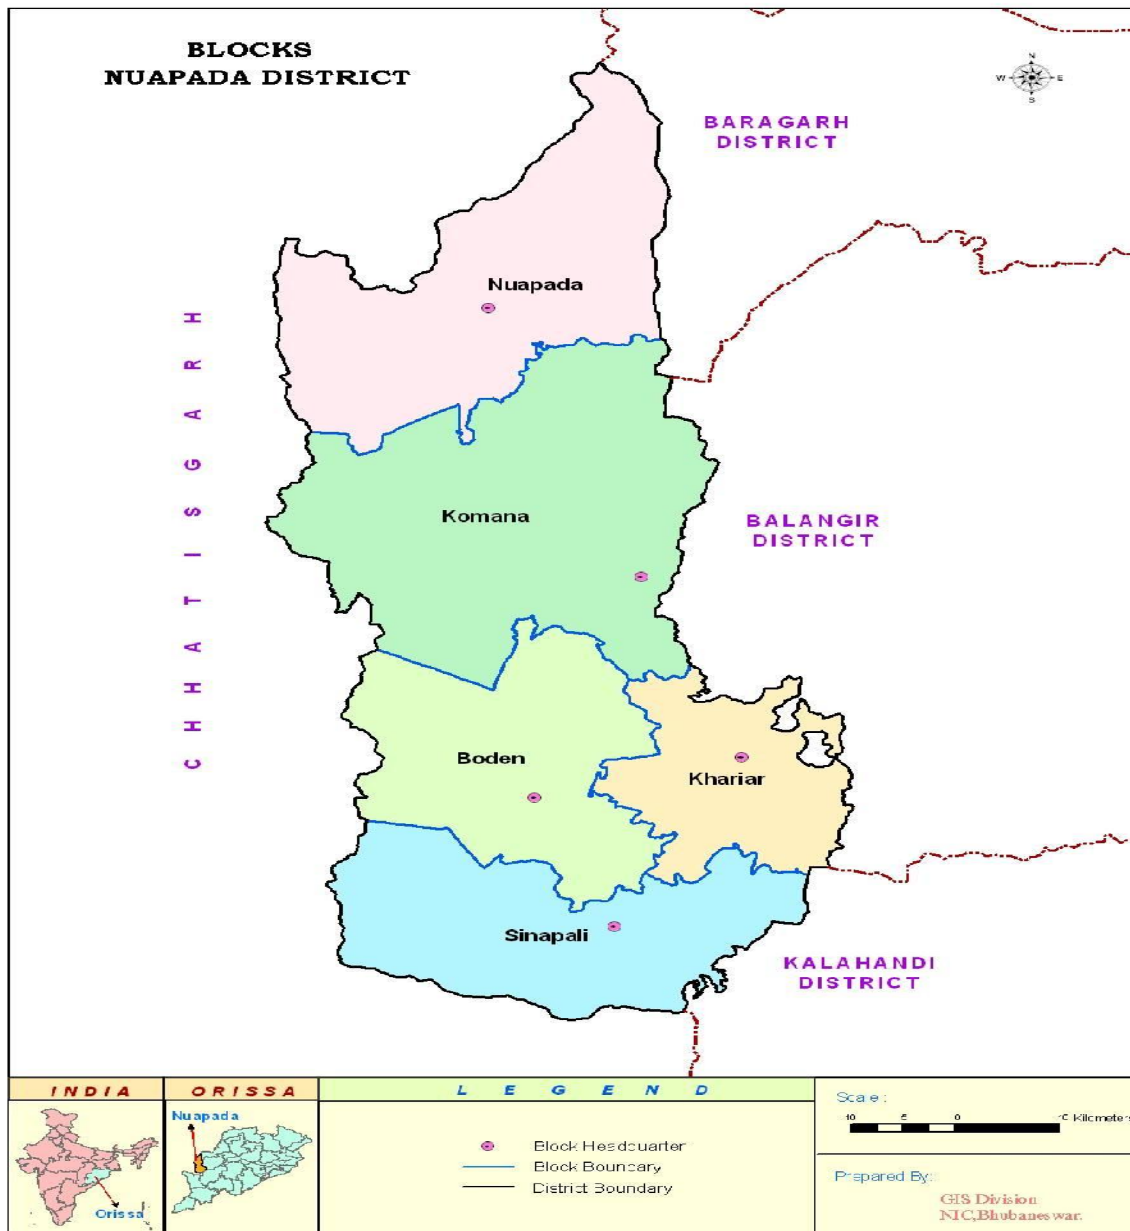 BLOCKS
NUAPADA DISTRICT
N
W
E
S
BARAGARH
DISTRICT
Nuapada
CHHATISGARH
Komana
BALANGIR
DISTRICT
Boden
Khariar
Sinapali
KALAHANDI
DISTRICT
INDIA
ORISSA
LEGEND
Nuapada
Orissa
Block Headquarter
Block Boundary
District Boundary
Scale :
10 5 0 10 Kilometers
Prepared By:
GIS Division
NIC,Bhubaneswar.